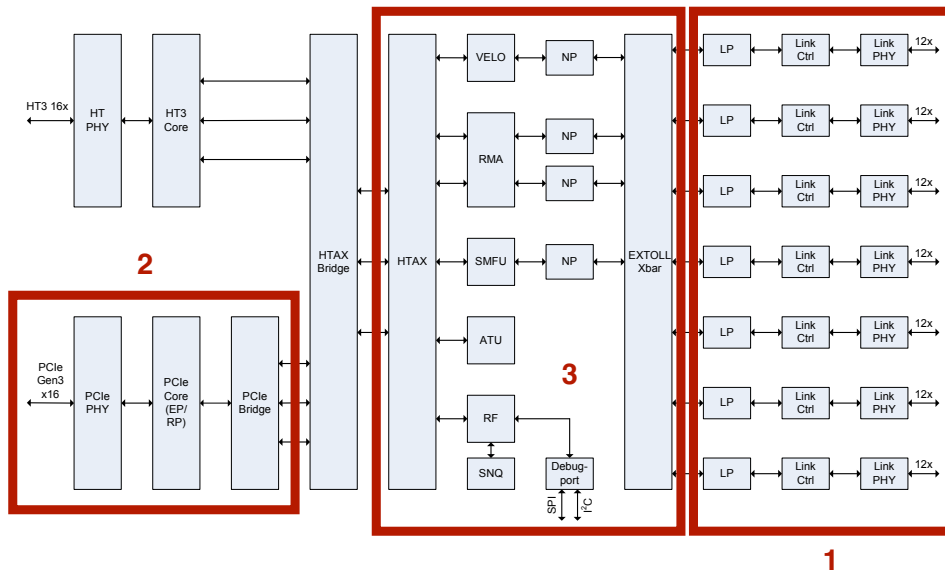 HT3 16x
HT
PHY
HT3
Core
2
PCIe
Gen3
x16
PCIe
PHY
PCIe
Core
(EP/
RP)
PCIe
Bridge
HTAX
Bridge
HTAX
VELO
NP
RMA
NP
NP
SMFU
NP
ATU
3
RF
SNQ
Debug-
port
SPI
I²C
EXTOLL
Xbar
LP
Link
Ctrl
Link
PHY
12x
LP
Link
Ctrl
Link
PHY
12x
LP
Link
Ctrl
Link
PHY
12x
LP
Link
Ctrl
Link
PHY
12x
LP
Link
Ctrl
Link
PHY
12x
LP
Link
Ctrl
Link
PHY
12x
LP
Link
Ctrl
Link
PHY
12x
1